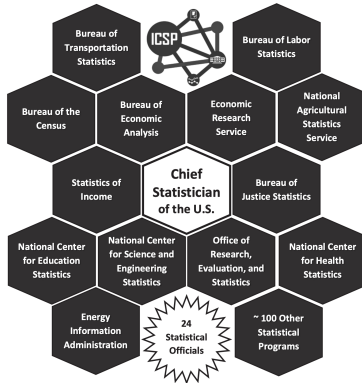 ICSP
Bureau of
Transportation
Statistics
Bureau of Labor
Statistics
Bureau of the
Census
Bureau of
Economic
Analysis
Economic
Research
Service
National
Agricultural
Statistics
Service
Statistics of
Income
Chief
Statistician
of the U.S.
Bureau of
Justice Statistics
National Center
for Education
Statistics
National Center
for Science and
Engineering
Statistics
Office of
Research,
Evaluation, and
Statistics
National Center
for Health
Statistics
Energy
Information
Administration
24
Statistical
Officials
~ 100 Other
Statistical
Programs